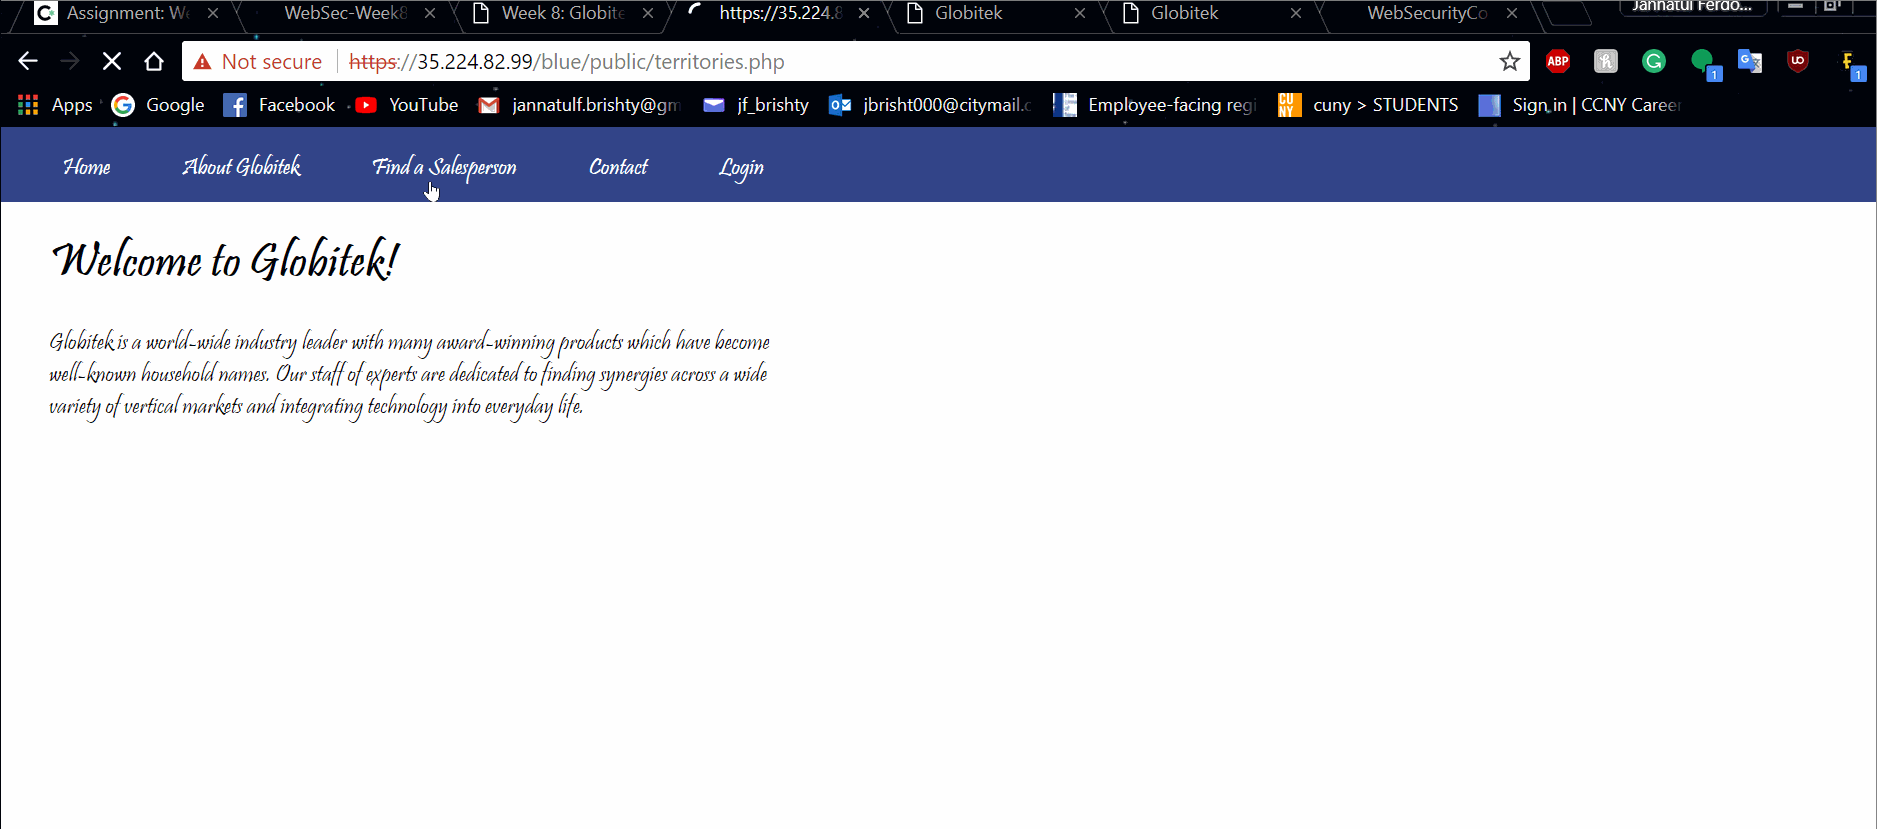 Assignment: We
WebSec-Week8
Week 8: Globite
https://35.224.8
Globitek
Globitek
WebSecurityCo
Jannatul Ferdo...
Not secure https://35.224.82.99/blue/public/territories.php
ABP
1
1
Apps Google Facebook YouTube jannatulf.brishty@gm jf_brishty jbrisht000@citymail.c Employee-facing regi CUNY cuny > STUDENTS Sign in | CCNY Career
Home About Globitek Find a Salesperson Contact Login
Welcome to Globitek!
Globitek is a world-wide industry leader with many award-winning products which have become
well-known household names. Our staff of experts are dedicated to finding synergies across a wide
variety of vertical markets and integrating technology into everyday life.